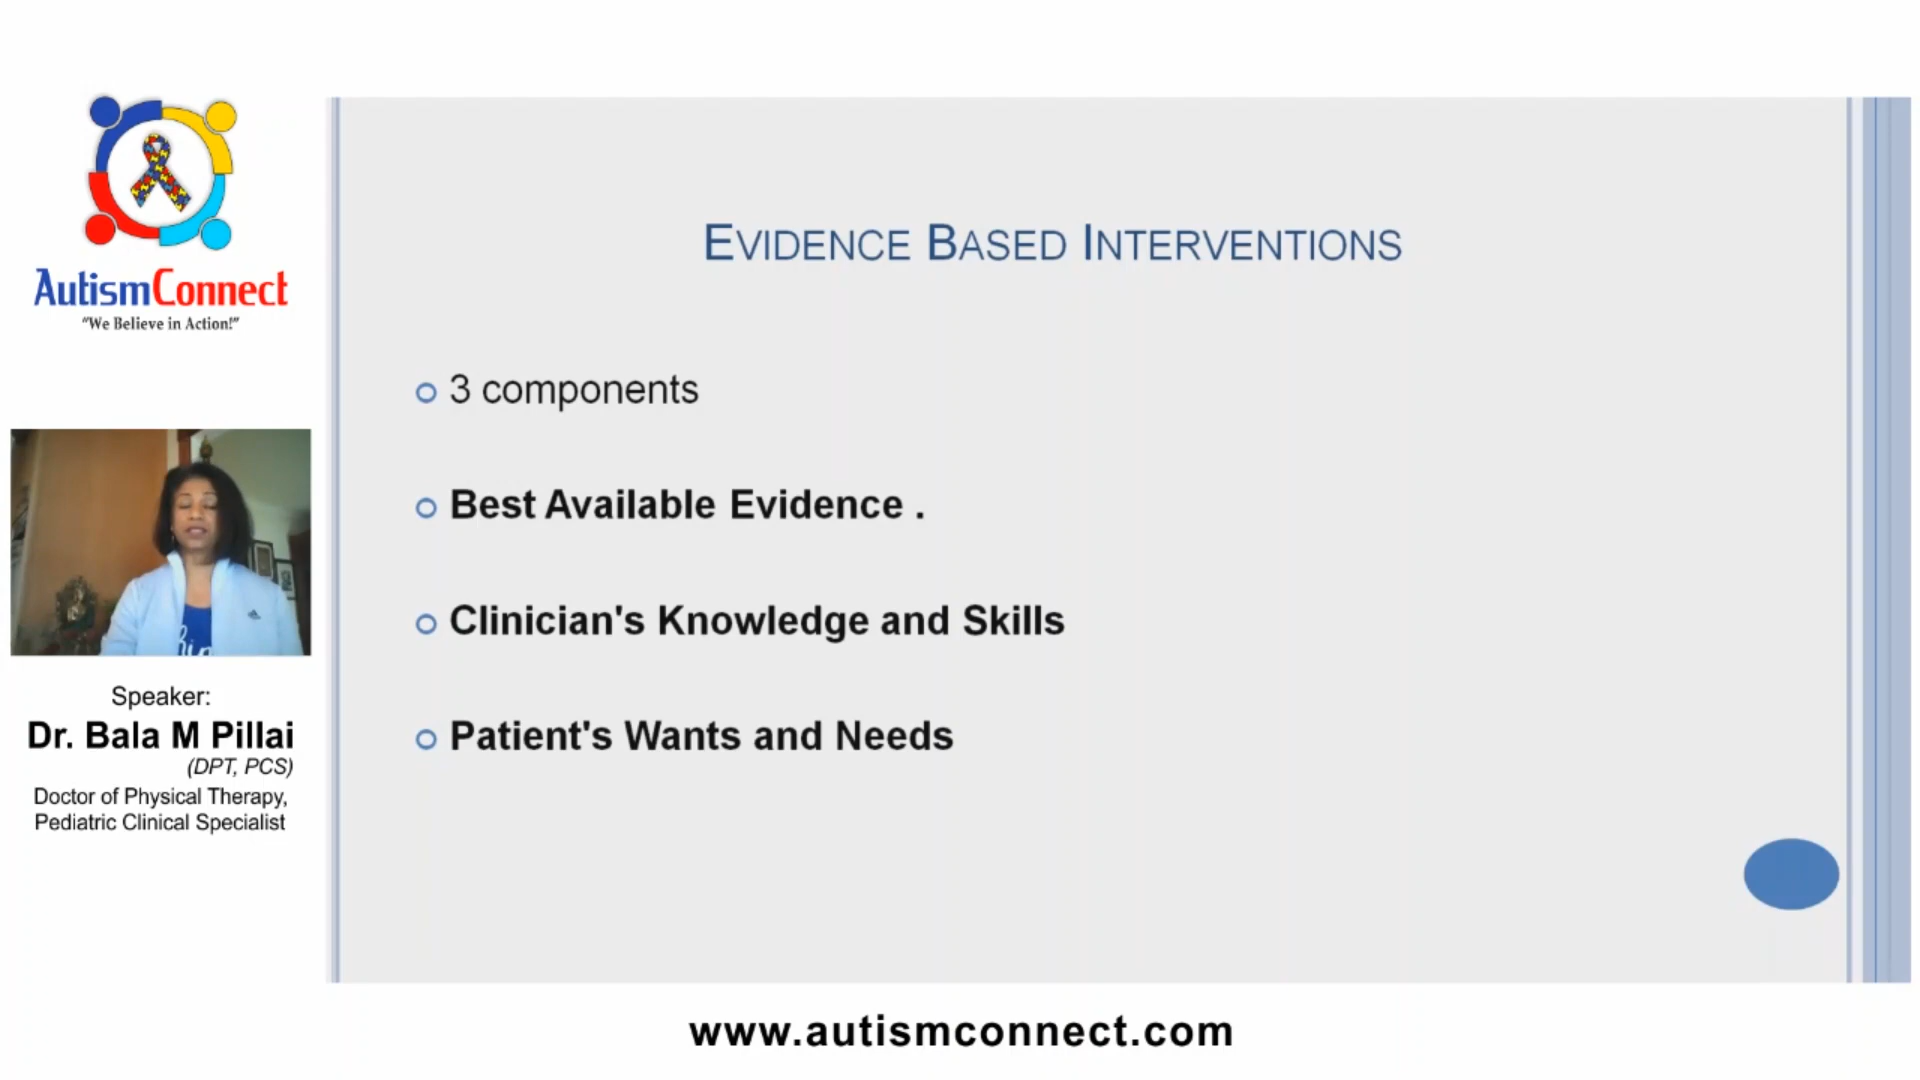 AutismConnect
"We Believe in Action!"
Speaker:
Dr. Bala M Pillai
(DPT, PCS)
Doctor of Physical Therapy,
Pediatric Clinical Specialist
EVIDENCE BASED INTERVENTIONS
3 components
Best Available Evidence .
Clinician's Knowledge and Skills
Patient's Wants and Needs
www.autismconnect.com